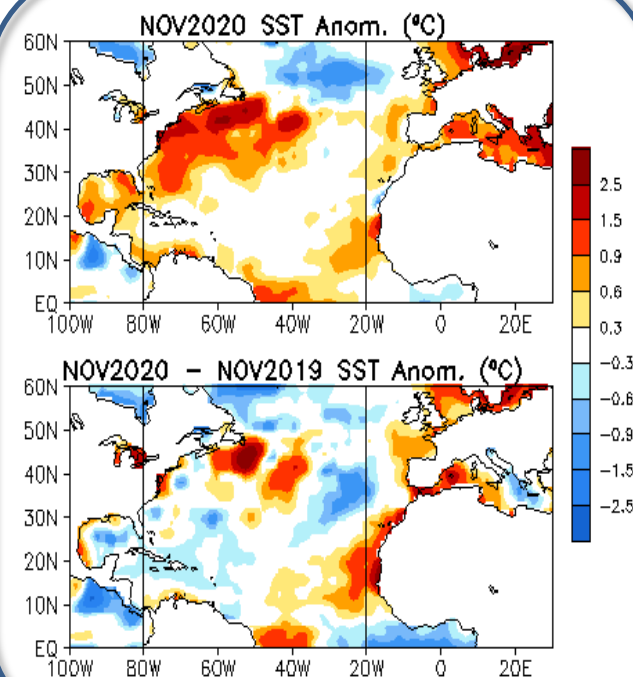 NOV2020 SST Anom. (ºC)
60N
50N
40N
30N
20N
10N
EQ
100W 80W 60W 40W 20W 0 20E
2.5
1.5
0.9
0.6
0.3
-0.3
-0.6
-0.9
-1.5
-2.5
NOV2020 - NOV2019 SST Anom. (ºC)
60N
50N
40N
30N
20N
10N
EQ
100W 80W 60W 40W 20W 0 20E